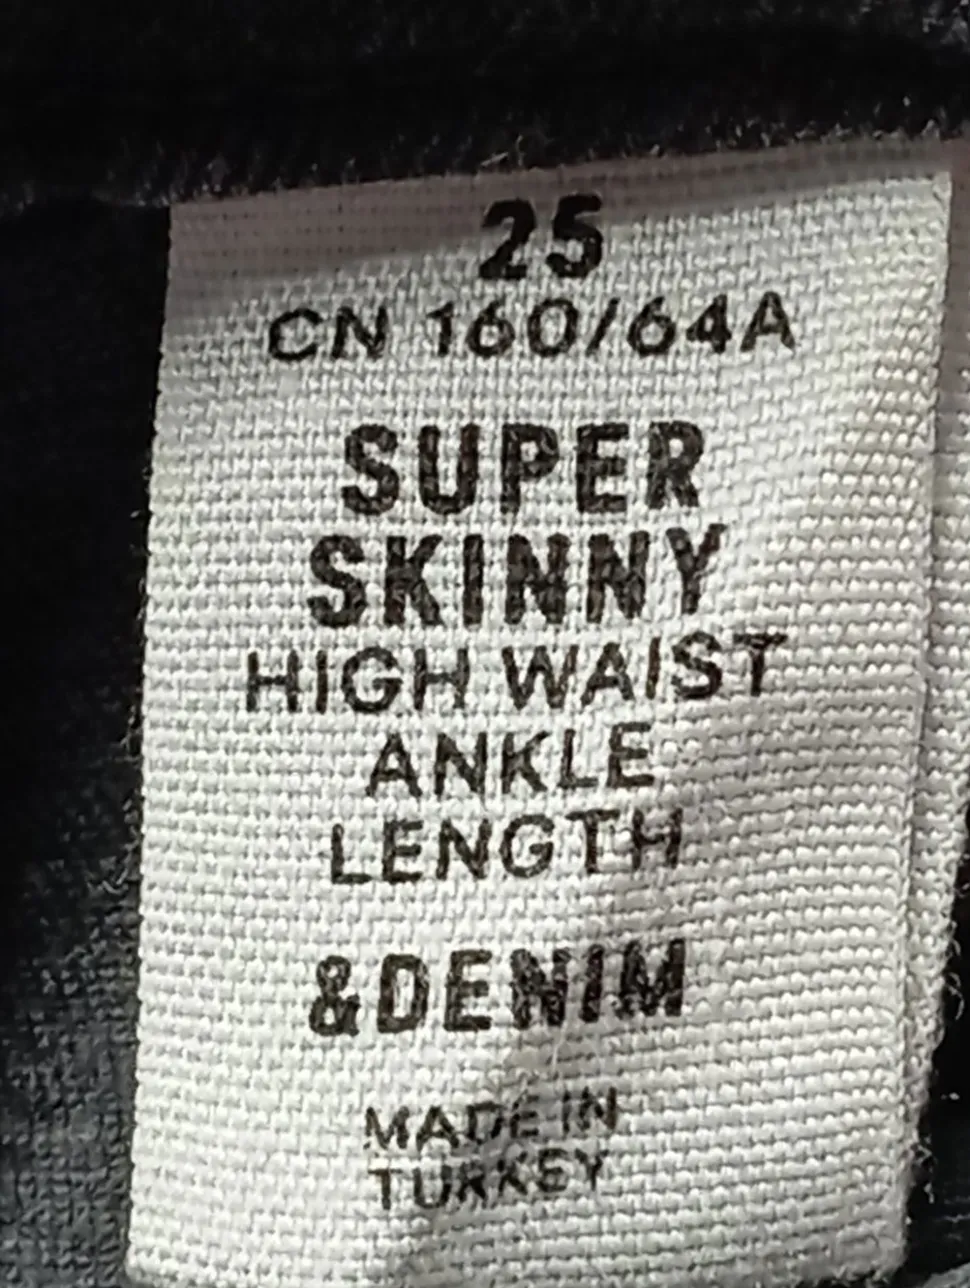 25
CN 160/64A
SUPER
SKINNY
HIGH WAIST
ANKLE
LENGTH
&DENIM
MADE IN
TURKEY